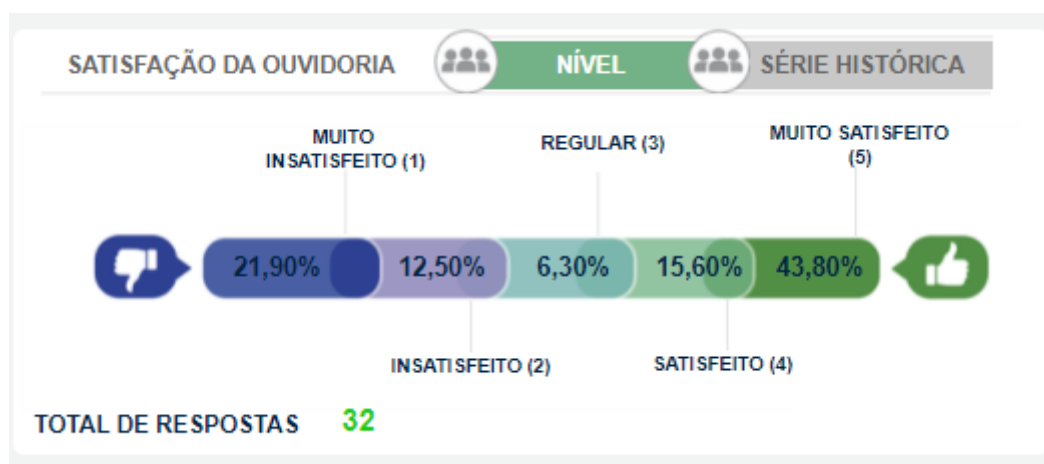 SATISFAÇÃO DA OUVIDORIA
NÍVEL
SÉRIE HISTÓRICA
MUITO
INSATISFEITO (1)
REGULAR (3)
MUITO SATISFEITO
(5)
21,90%
12,50%
6,30%
15,60%
43,80%
INSATISFEITO (2)
SATISFEITO (4)
TOTAL DE RESPOSTAS 32